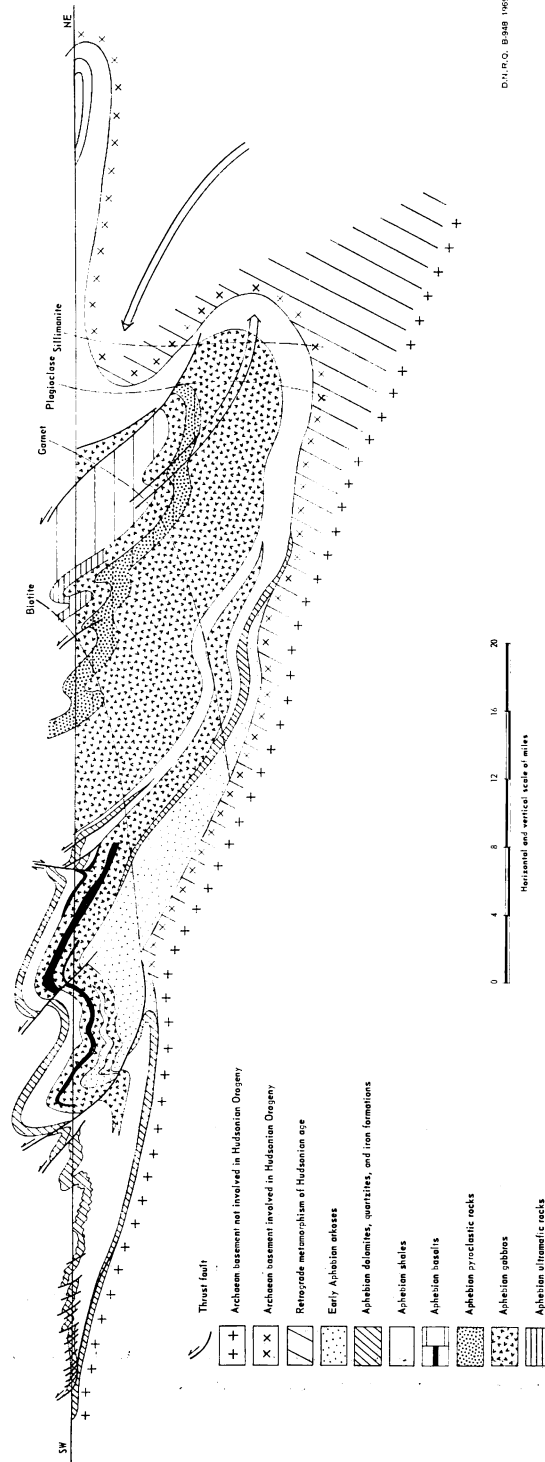 SW
NE
Biotite
Garnet
Plagioclase
Sillimanite
Thrust fault
Archaean basement not involved in Hudsonian Orogeny
Archaean basement involved in Hudsonian Orogeny
Retrograde metamorphism of Hudsonian age
Early Aphebian arkoses
Aphebian dolomites, quartzites, and iron formations
Aphebian shales
Aphebian basalts
Aphebian pyroclastic rocks
Aphebian gabbros
Aphebian ultramafic rocks
0 4 8 12 16 20
Horizontal and vertical scale of miles
D.N.R.Q. B-948 1969